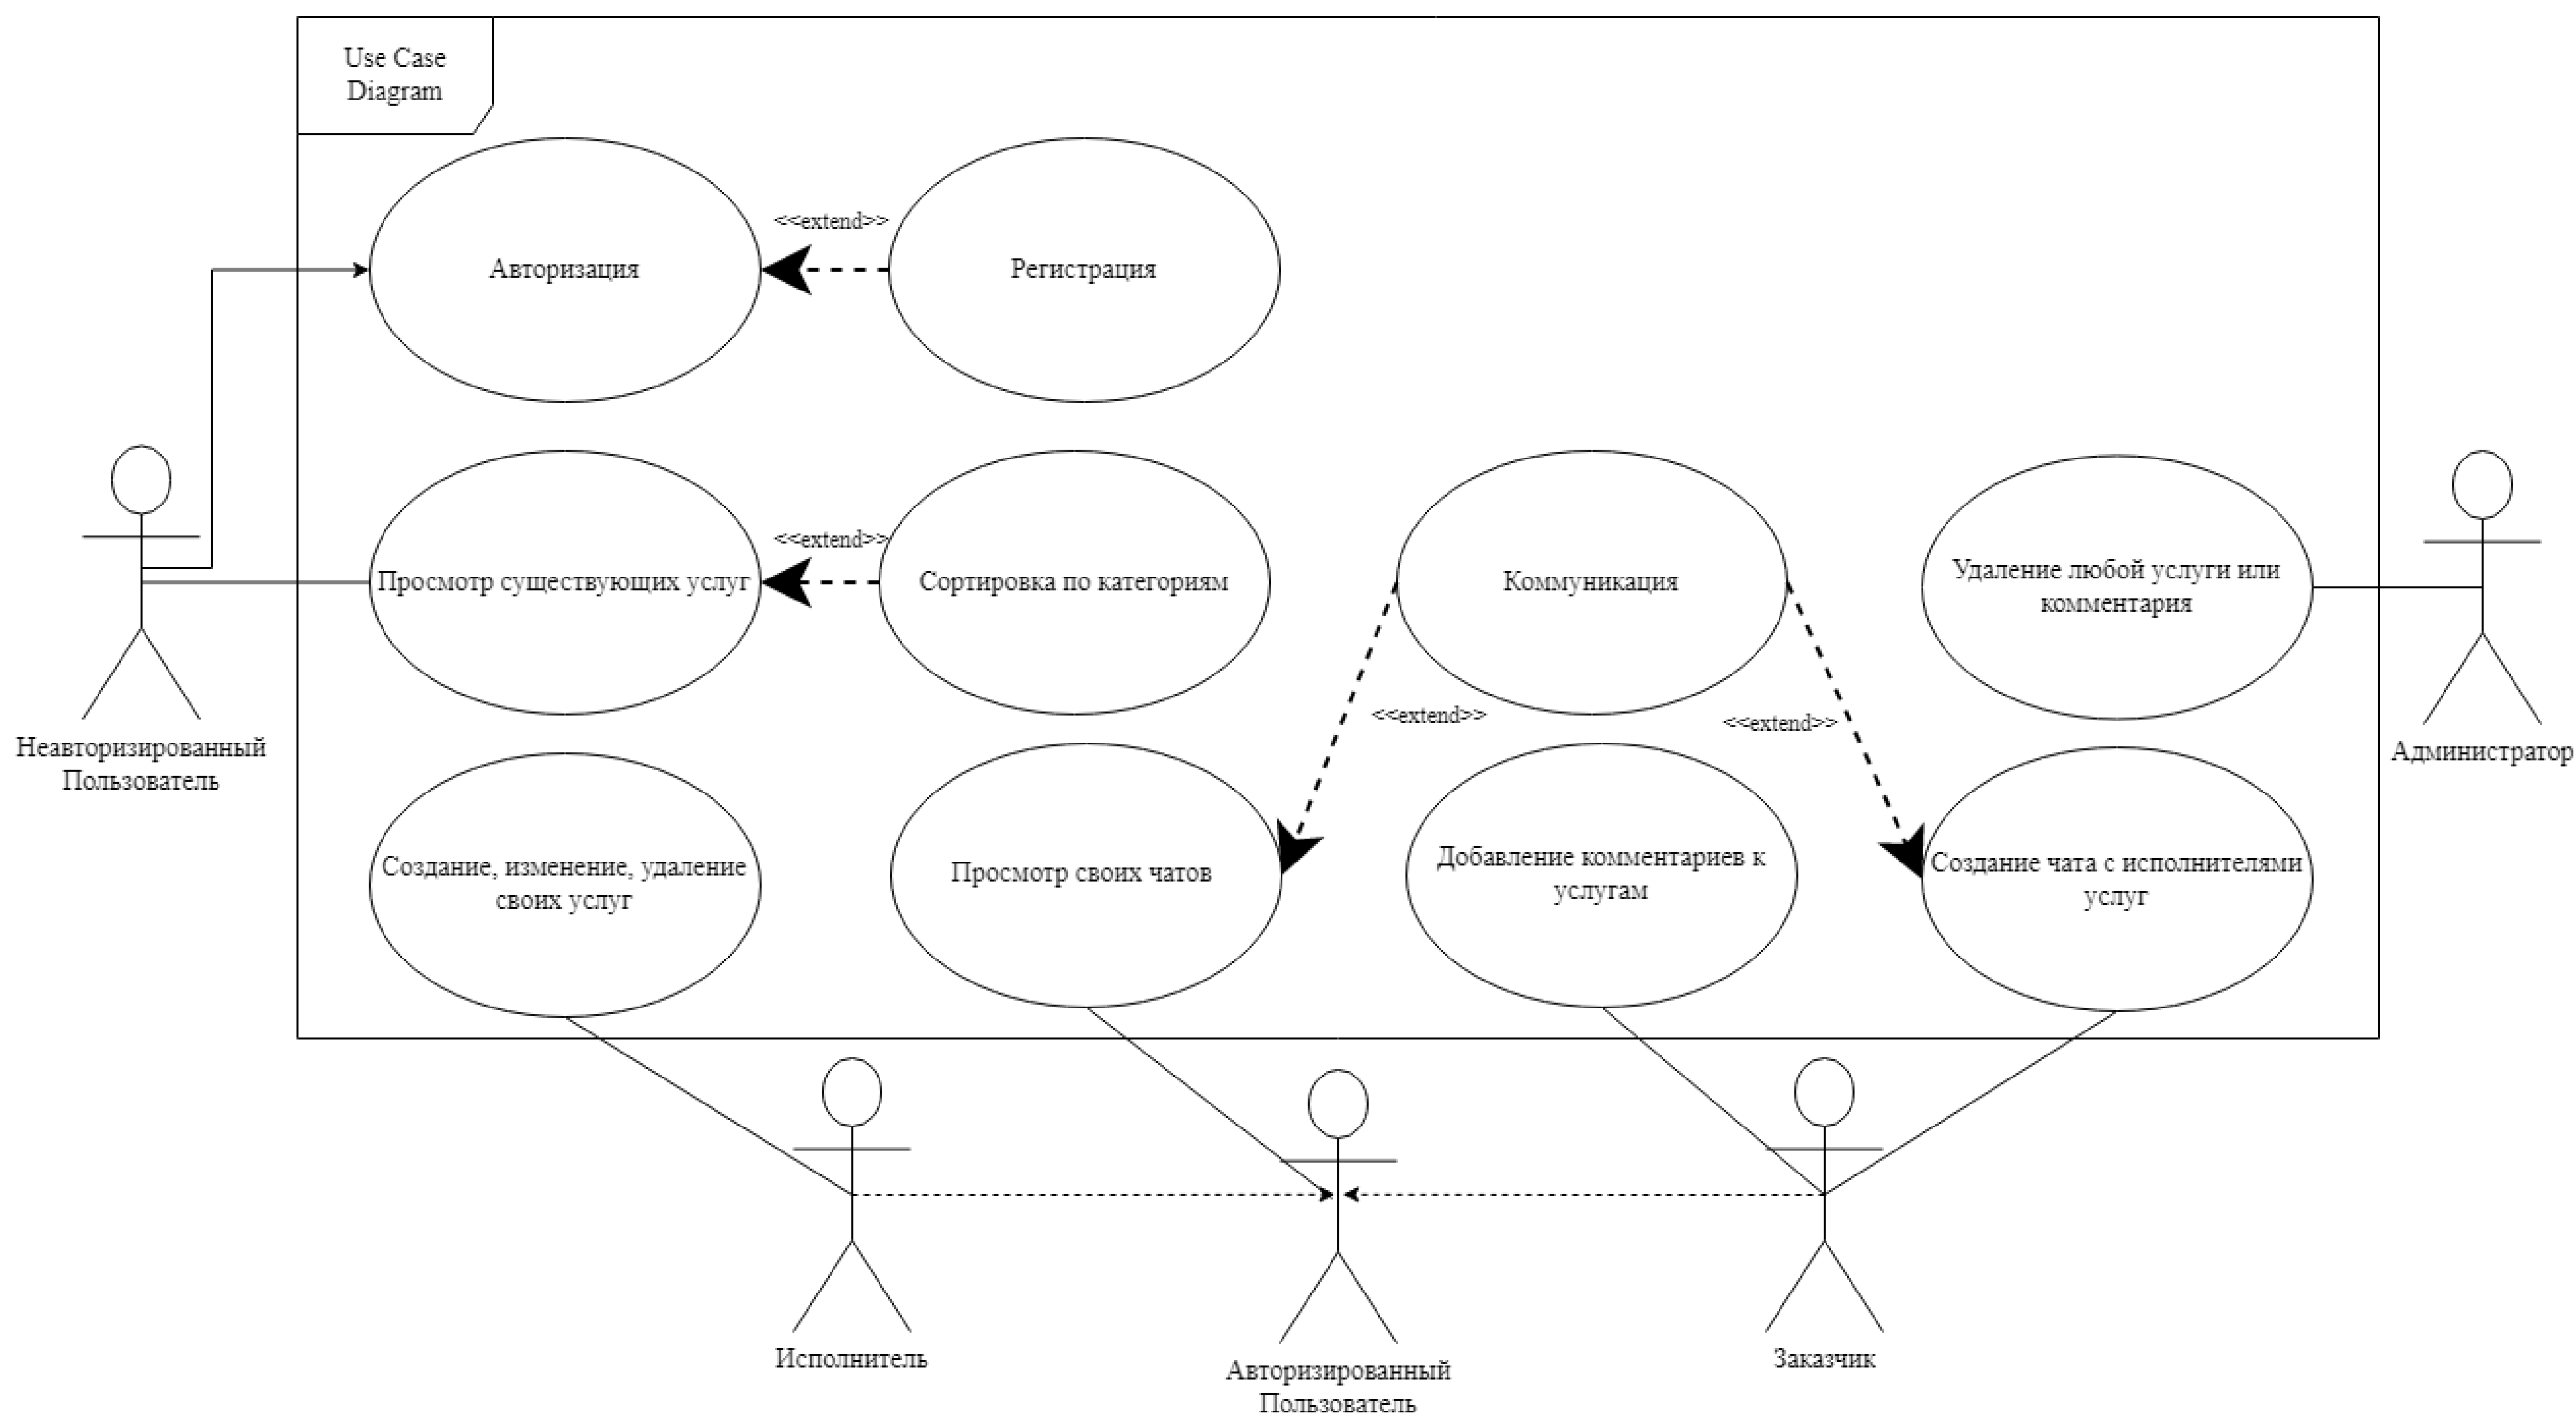 Use Case
Diagram
<<extend>>
Авторизация
Регистрация
<<extend>>
Просмотр существующих услуг
Сортировка по категориям
Коммуникация
Удаление любой услуги или
комментария
<<extend>>
<<extend>>
Неавторизированный
Пользователь
Администратор
Создание, изменение, удаление
своих услуг
Просмотр своих чатов
Добавление комментариев к
услугам
Создание чата с исполнителями
услуг
Исполнитель
Авторизированный
Пользователь
Заказчик